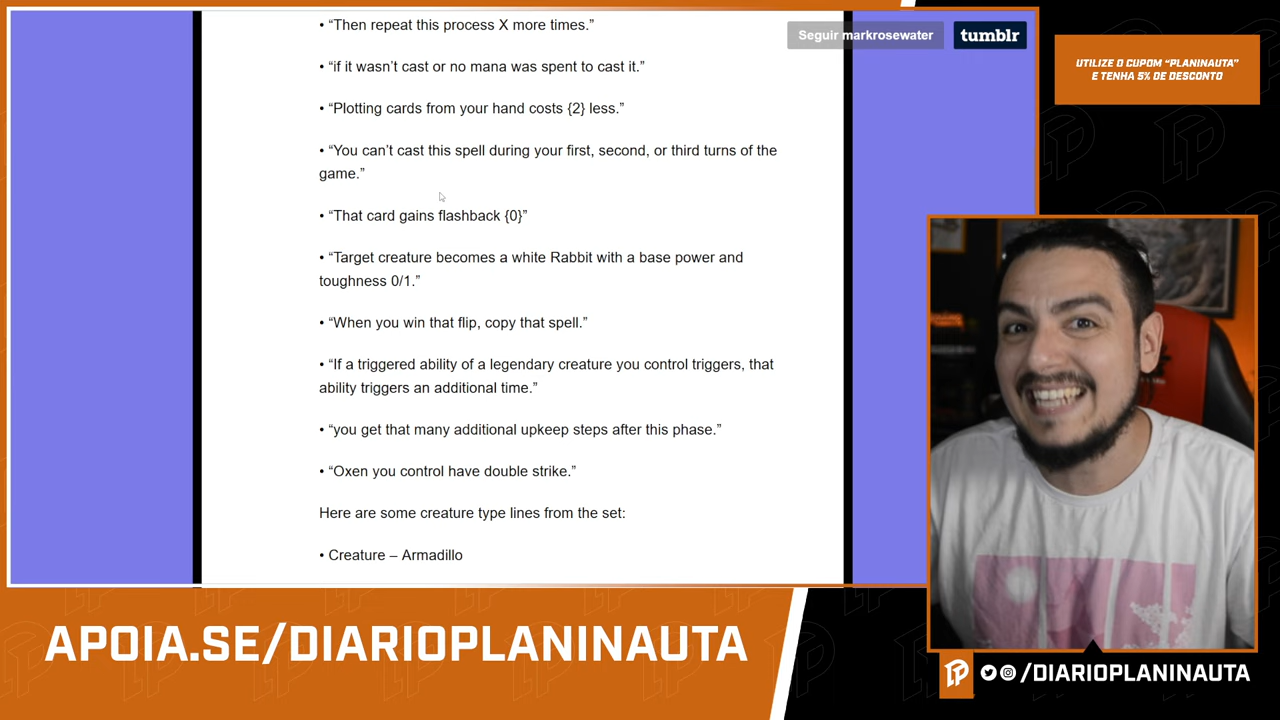 • “Then repeat this process X more times.”
Seguir markrosewater
tumblr
UTILIZE O CUPOM “PLANINAUTA”
E TENHA 5% DE DESCONTO
• “if it wasn’t cast or no mana was spent to cast it.”
• “Plotting cards from your hand costs {2} less.”
• “You can’t cast this spell during your first, second, or third turns of the
game.”
• “That card gains flashback {0}”
• “Target creature becomes a white Rabbit with a base power and
toughness 0/1.”
• “When you win that flip, copy that spell.”
• “If a triggered ability of a legendary creature you control triggers, that
ability triggers an additional time.”
• “you get that many additional upkeep steps after this phase.”
• “Oxen you control have double strike.”
Here are some creature type lines from the set:
• Creature – Armadillo
APOIA.SE/DIARIOPLANINAUTA
/DIARIOPLANINAUTA